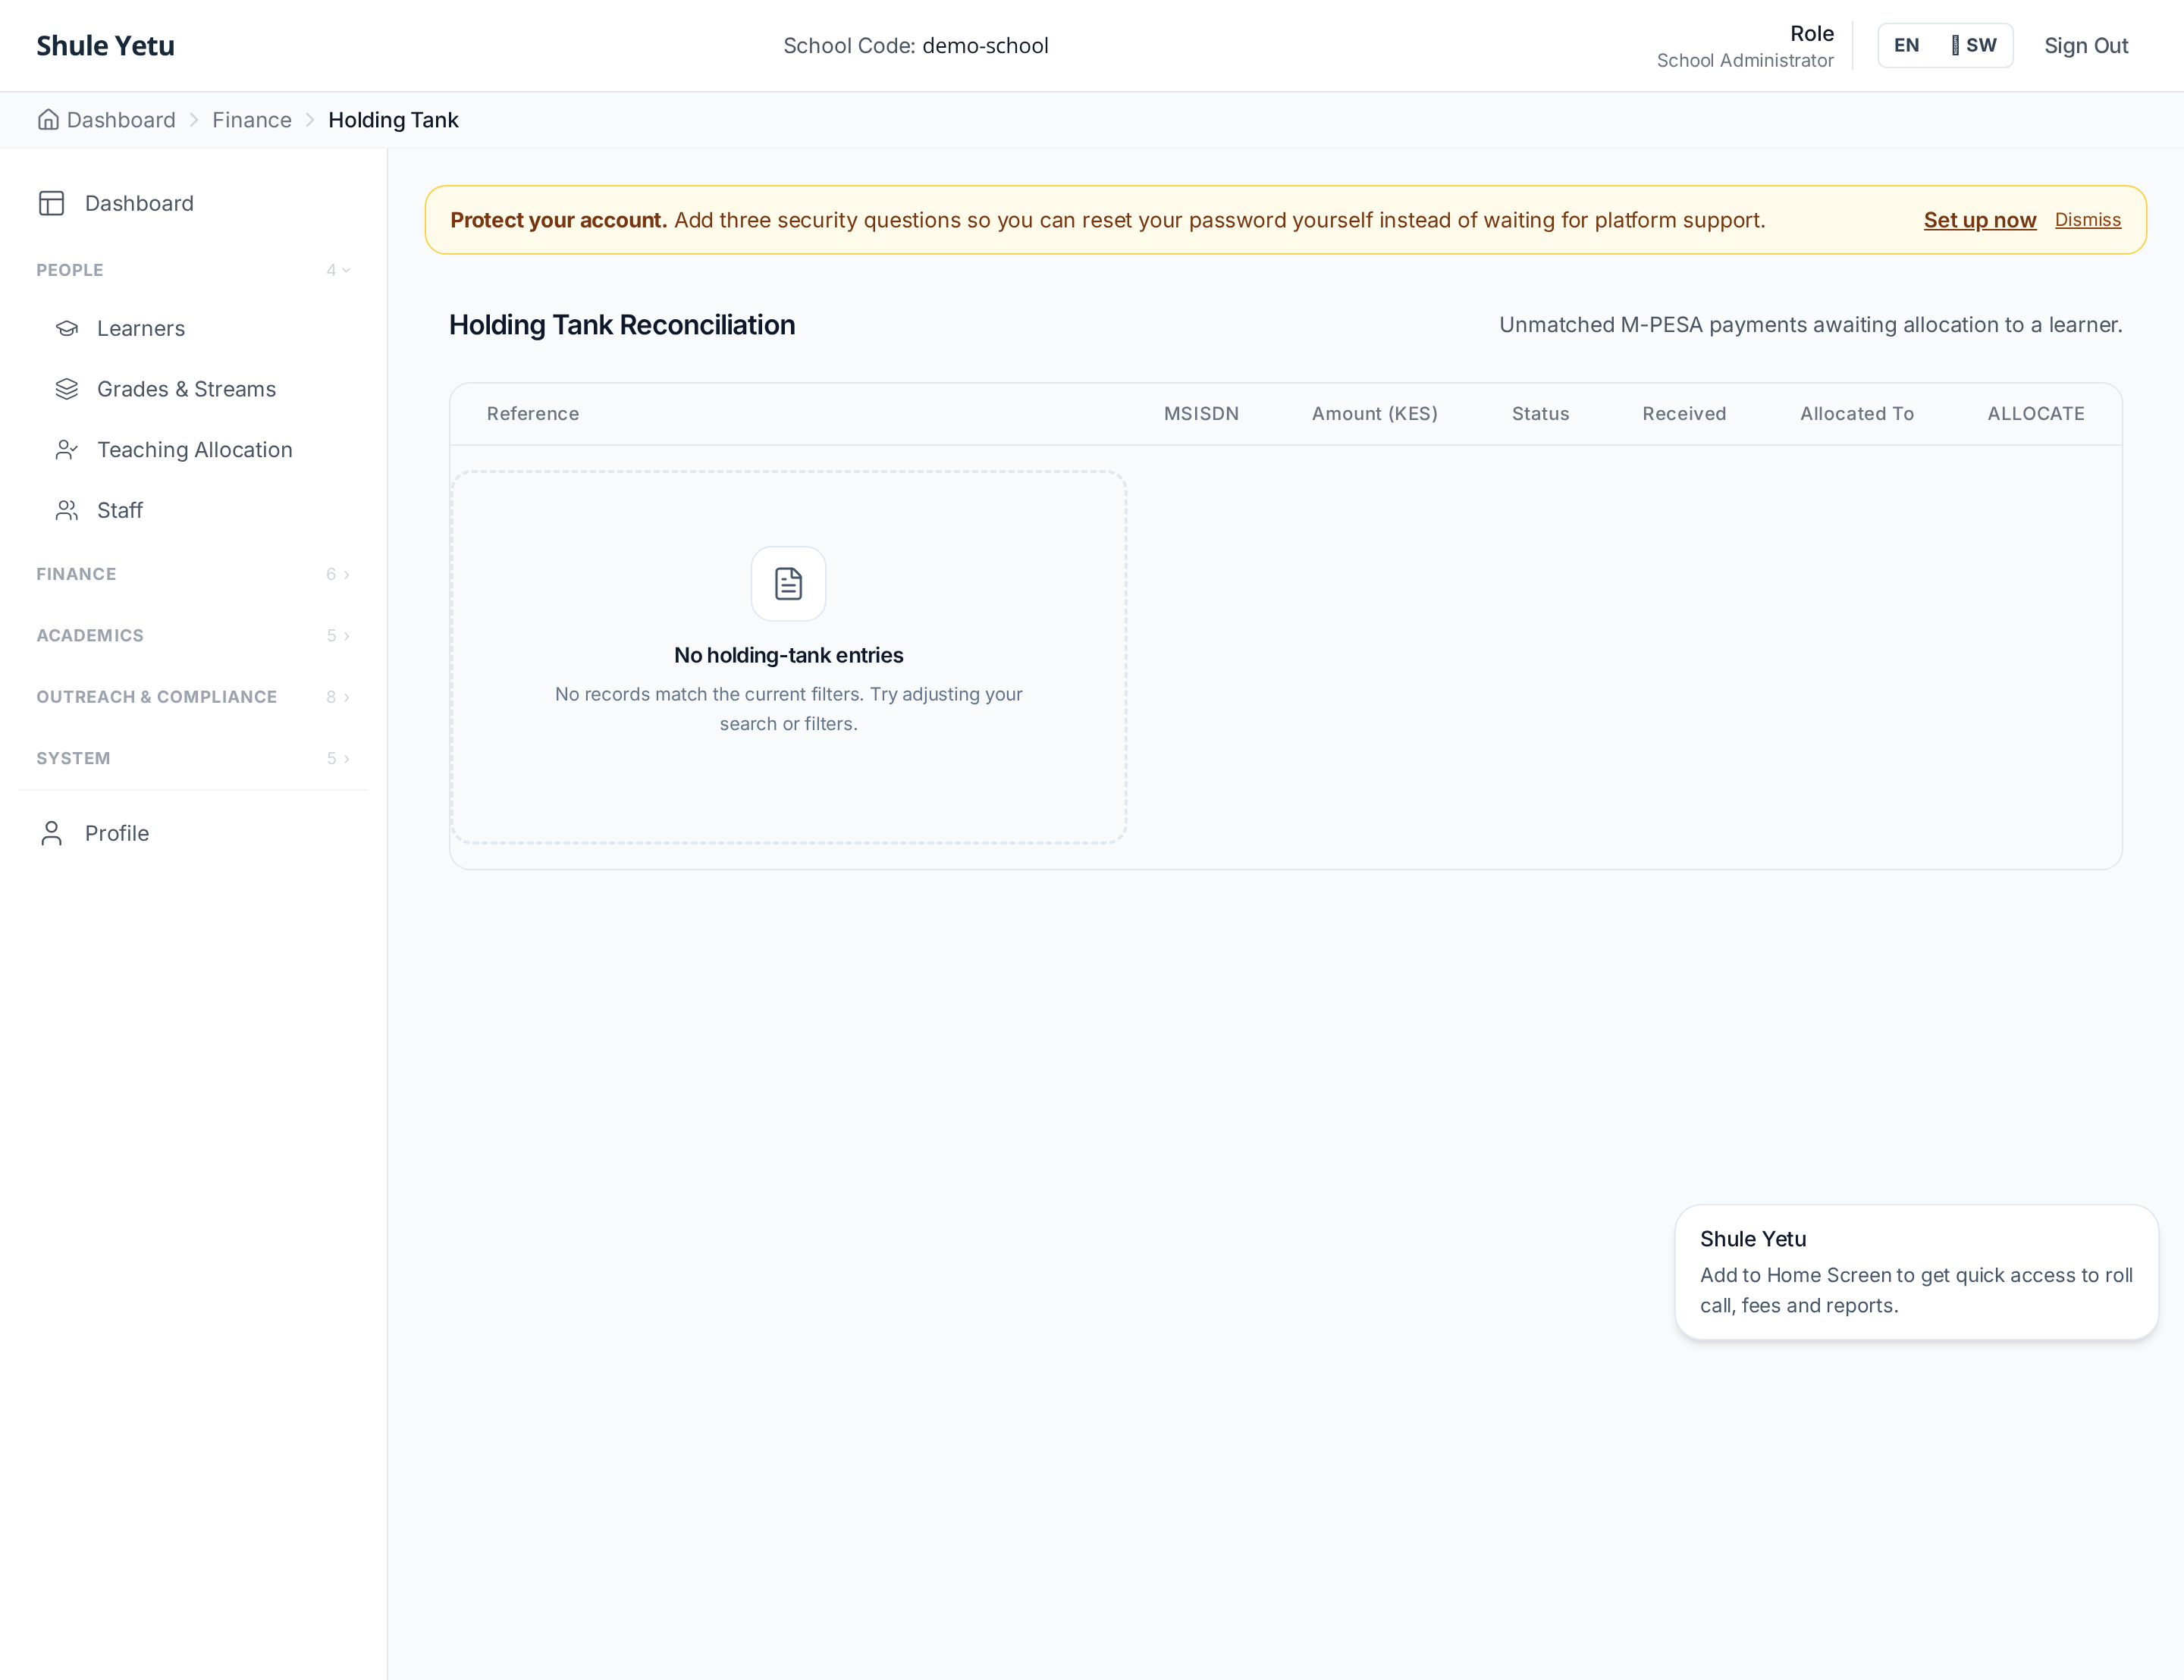 Shule Yetu
School Code: demo-school
Role
School Administrator
EN
SW
Sign Out
Dashboard
Finance
Holding Tank
Dashboard
PEOPLE 4
Learners
Grades & Streams
Teaching Allocation
Staff
FINANCE 6
ACADEMICS 5
OUTREACH & COMPLIANCE 8
SYSTEM 5
Profile
Protect your account. Add three security questions so you can reset your password yourself instead of waiting for platform support. Set up now Dismiss
Holding Tank Reconciliation
Unmatched M-PESA payments awaiting allocation to a learner.
Reference MSISDN Amount (KES) Status Received Allocated To ALLOCATE
No holding-tank entries
No records match the current filters. Try adjusting your
search or filters.
Shule Yetu
Add to Home Screen to get quick access to roll
call, fees and reports.